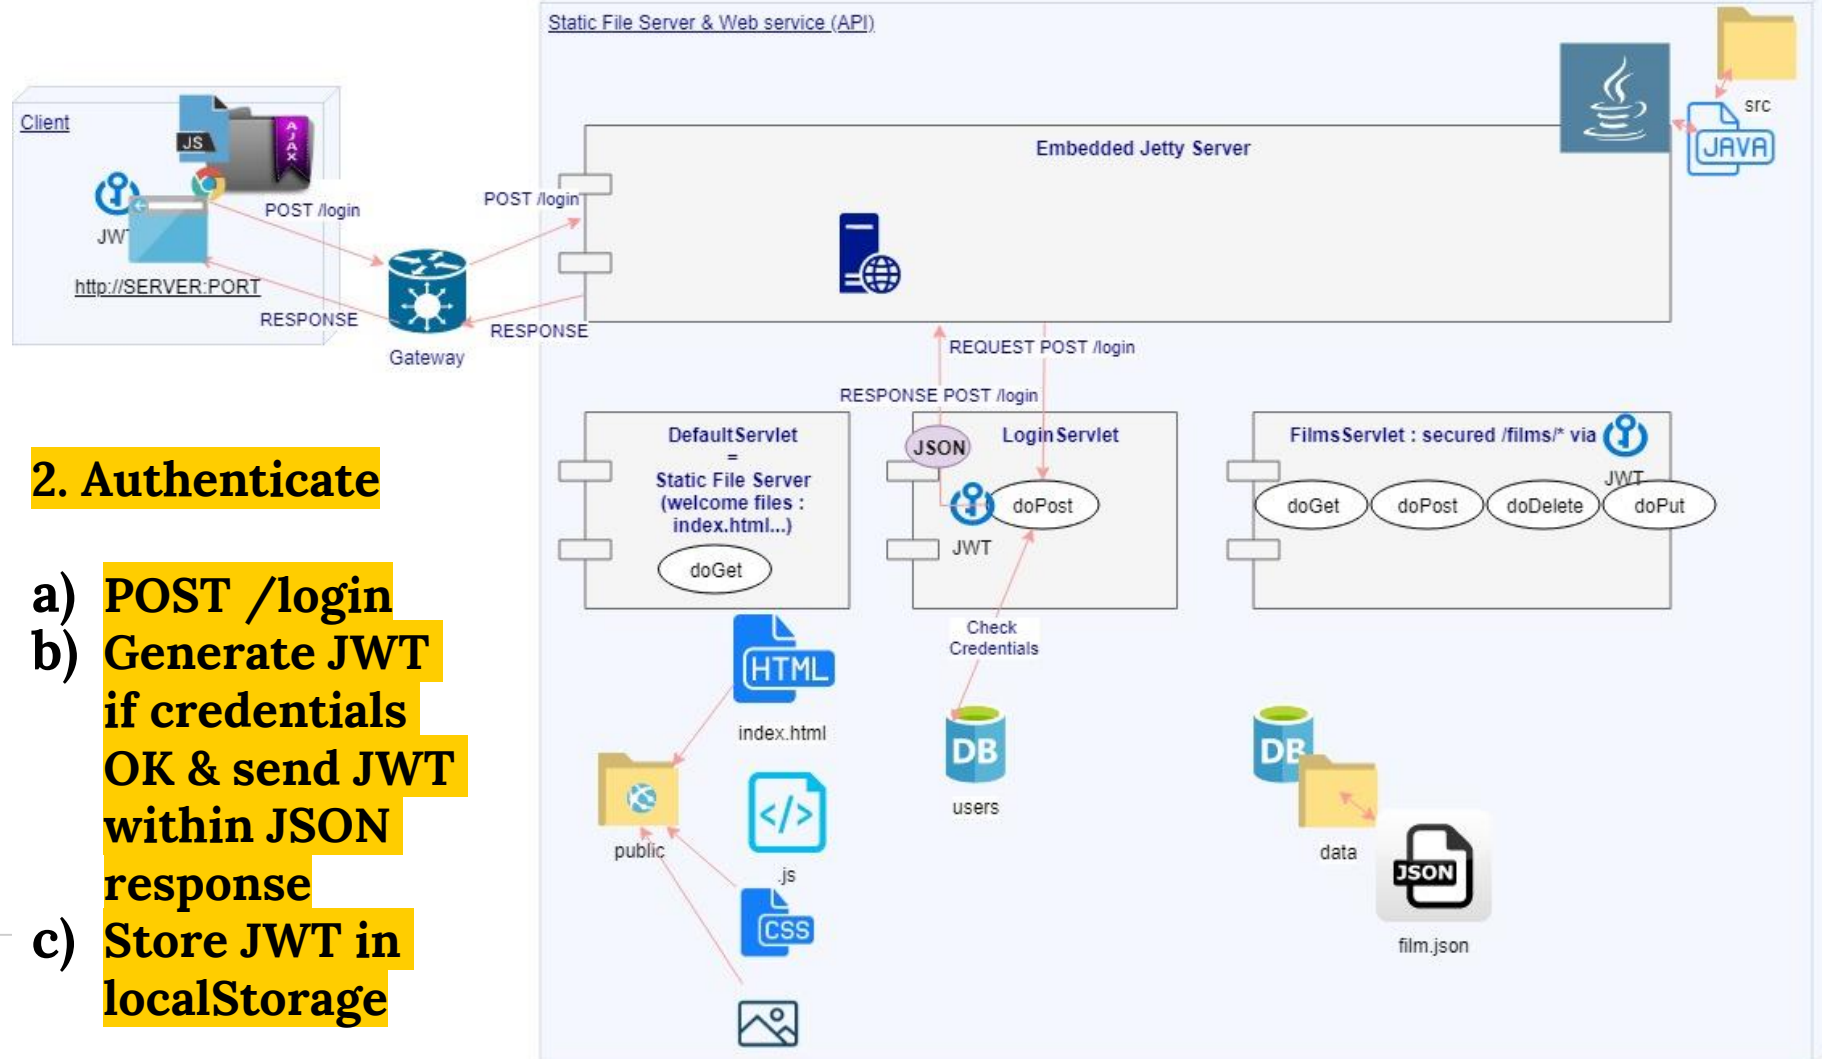 Static File Server & Web service (API)
src
JAVA
Client
JS
AJAX
JWT
http://SERVER:PORT
POST /login
RESPONSE
Gateway
POST /login
RESPONSE
Embedded Jetty Server
REQUEST POST /login
RESPONSE POST /login
DefaultServlet
=
Static File Server
(welcome files :
index.html...)
doGet
LoginServlet
JSON
doPost
JWT
FilmsServlet : secured /films/* via
JWT
doGet
doPost
doDelete
doPut
Check
Credentials
HTML
index.html
public
</>
.js
CSS
DB
users
DB
data
JSON
film.json
2. Authenticate
a) POST /login
b) Generate JWT
if credentials
OK & send JWT
within JSON
response
c) Store JWT in
localStorage